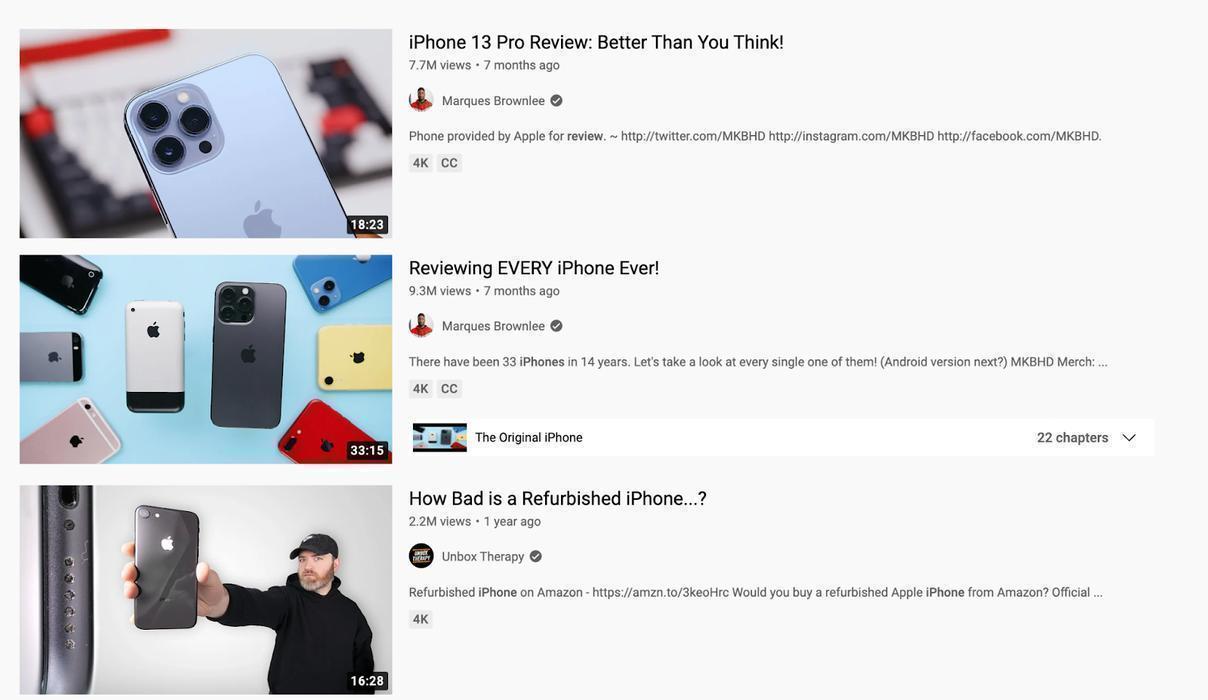 iPhone 13 Pro Review: Better Than You Think!
7.7M views • 7 months ago
Marques Brownlee
Phone provided by Apple for review. ~ http://twitter.com/MKBHD http://instagram.com/MKBHD http://facebook.com/MKBHD.
4K CC
18:23
Reviewing EVERY iPhone Ever!
9.3M views • 7 months ago
Marques Brownlee
There have been 33 iPhones in 14 years. Let's take a look at every single one of them! (Android version next?) MKBHD Merch: ...
4K CC
The Original iPhone 22 chapters
33:15
How Bad is a Refurbished iPhone...?
2.2M views • 1 year ago
UNBOX THERAPY Unbox Therapy
Refurbished iPhone on Amazon - https://amzn.to/3keoHrc Would you buy a refurbished Apple iPhone from Amazon? Official ...
4K
16:28